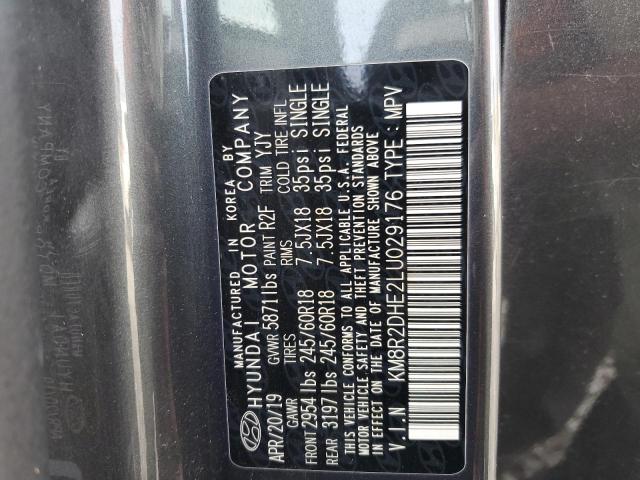 MANUFACTURED IN KOREA BY
HYUNDAI MOTOR COMPANY
APR/20/19 GVWR 5871lbs PAINT R2F TRIM YJY
GAWR TIRES RIMS COLD TIRE INFL
FRONT 2954 lbs 245/60R18 7.5JX18 35psi SINGLE
REAR 3197 lbs 245/60R18 7.5JX18 35psi SINGLE
THIS VEHICLE CONFORMS TO ALL APPLICABLE U.S.A. FEDERAL
MOTOR VEHICLE SAFETY AND THEFT PREVENTION STANDARDS
IN EFFECT ON THE DATE OF MANUFACTURE SHOWN ABOVE
V.I.N KM8R2DHE2LU029176 TYPE : MPV